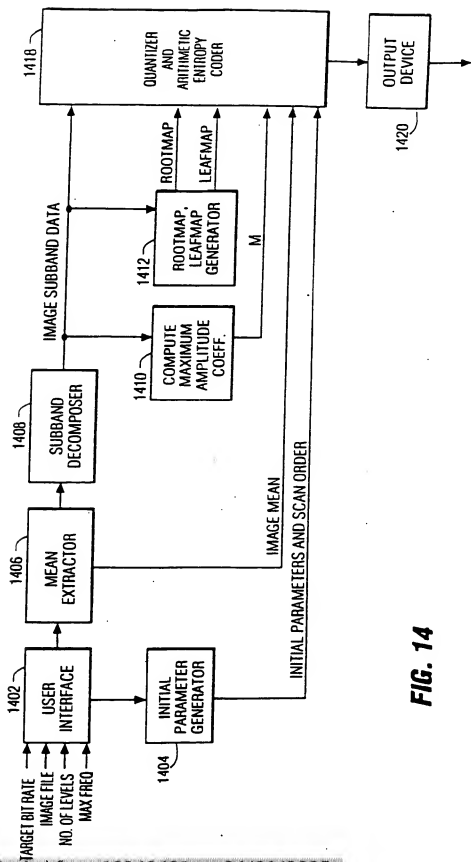 TARGET BIT RATE
IMAGE FILE
NO. OF LEVELS
MAX FREQ
1402
USER
INTERFACE
INITIAL
PARAMETER
GENERATOR
1404
1406
MEAN
EXTRACTOR
1408
SUBBAND
DECOMPOSER
IMAGE SUBBAND DATA
1410
COMPUTE
MAXIMUM
AMPLITUDE
COEFF.
1412
ROOTMAP,
LEAFMAP
GENERATOR
ROOTMAP
LEAFMAP
M
IMAGE MEAN
INITIAL PARAMETERS AND SCAN ORDER
1418
QUANTIZER
AND
ARITHMETIC
ENTROPY
CODER
OUTPUT
DEVICE
1420
FIG. 14